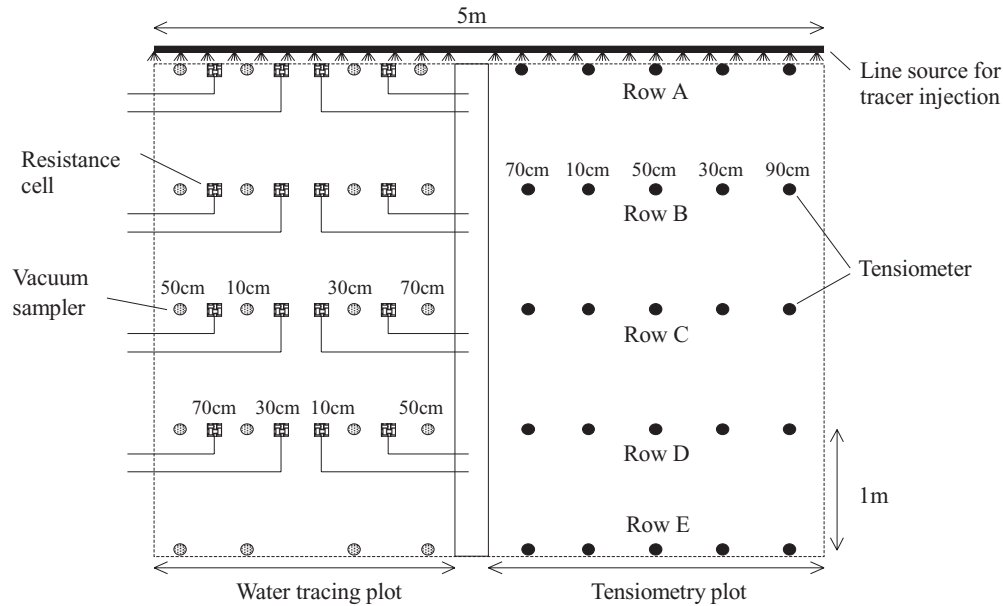 5m
Line source for
tracer injection
Row A
Resistance
cell
70cm 10cm 50cm 30cm 90cm
Row B
Vacuum
sampler
50cm 10cm 30cm 70cm
Tensiometer
Row C
70cm 30cm 10cm 50cm
Row D
1m
Row E
Water tracing plot
Tensiometry plot